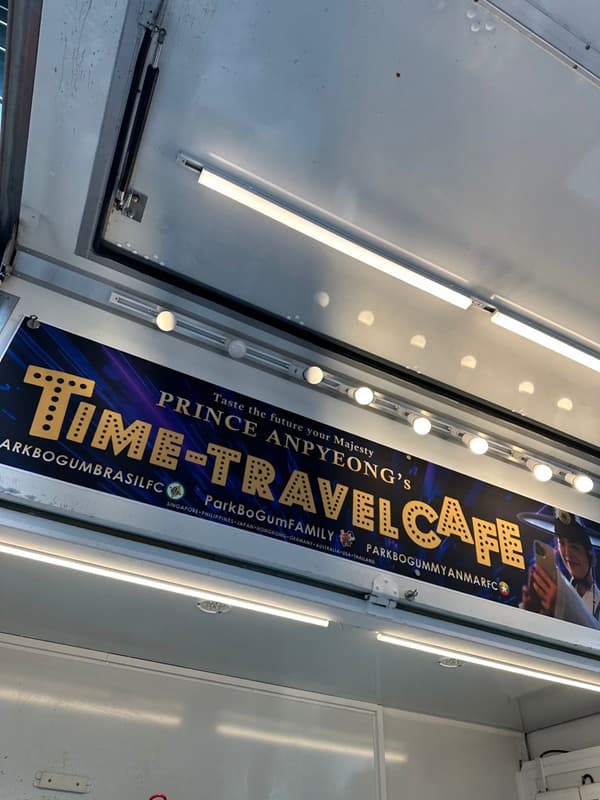 Taste the future your Majesty
PRINCE ANPYEONG's
TIME-TRAVEL CAFE
ARKBOGUMBRASILFC
ParkBoGumFAMILY
SINGAPORE•PHILIPPINES•JAPAN•HONGKONG•GERMANY•AUSTRALIA•USA•THAILAND
PARKBOGUMMYANMARFC